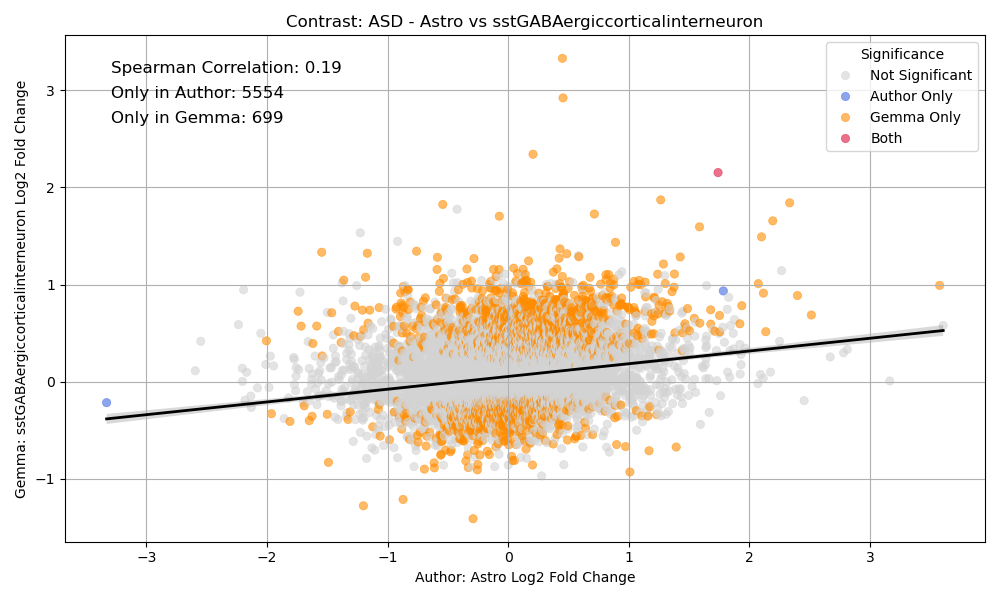 Contrast: ASD - Astro vs sstGABAergiccorticalinterneuron
Spearman Correlation: 0.19
Only in Author: 5554
Only in Gemma: 699
Significance
Not Significant
Author Only
Gemma Only
Both
Gemma: sstGABAergiccorticalinterneuron Log2 Fold Change
3
2
1
0
−1
−3
−2
−1
0
1
2
3
Author: Astro Log2 Fold Change